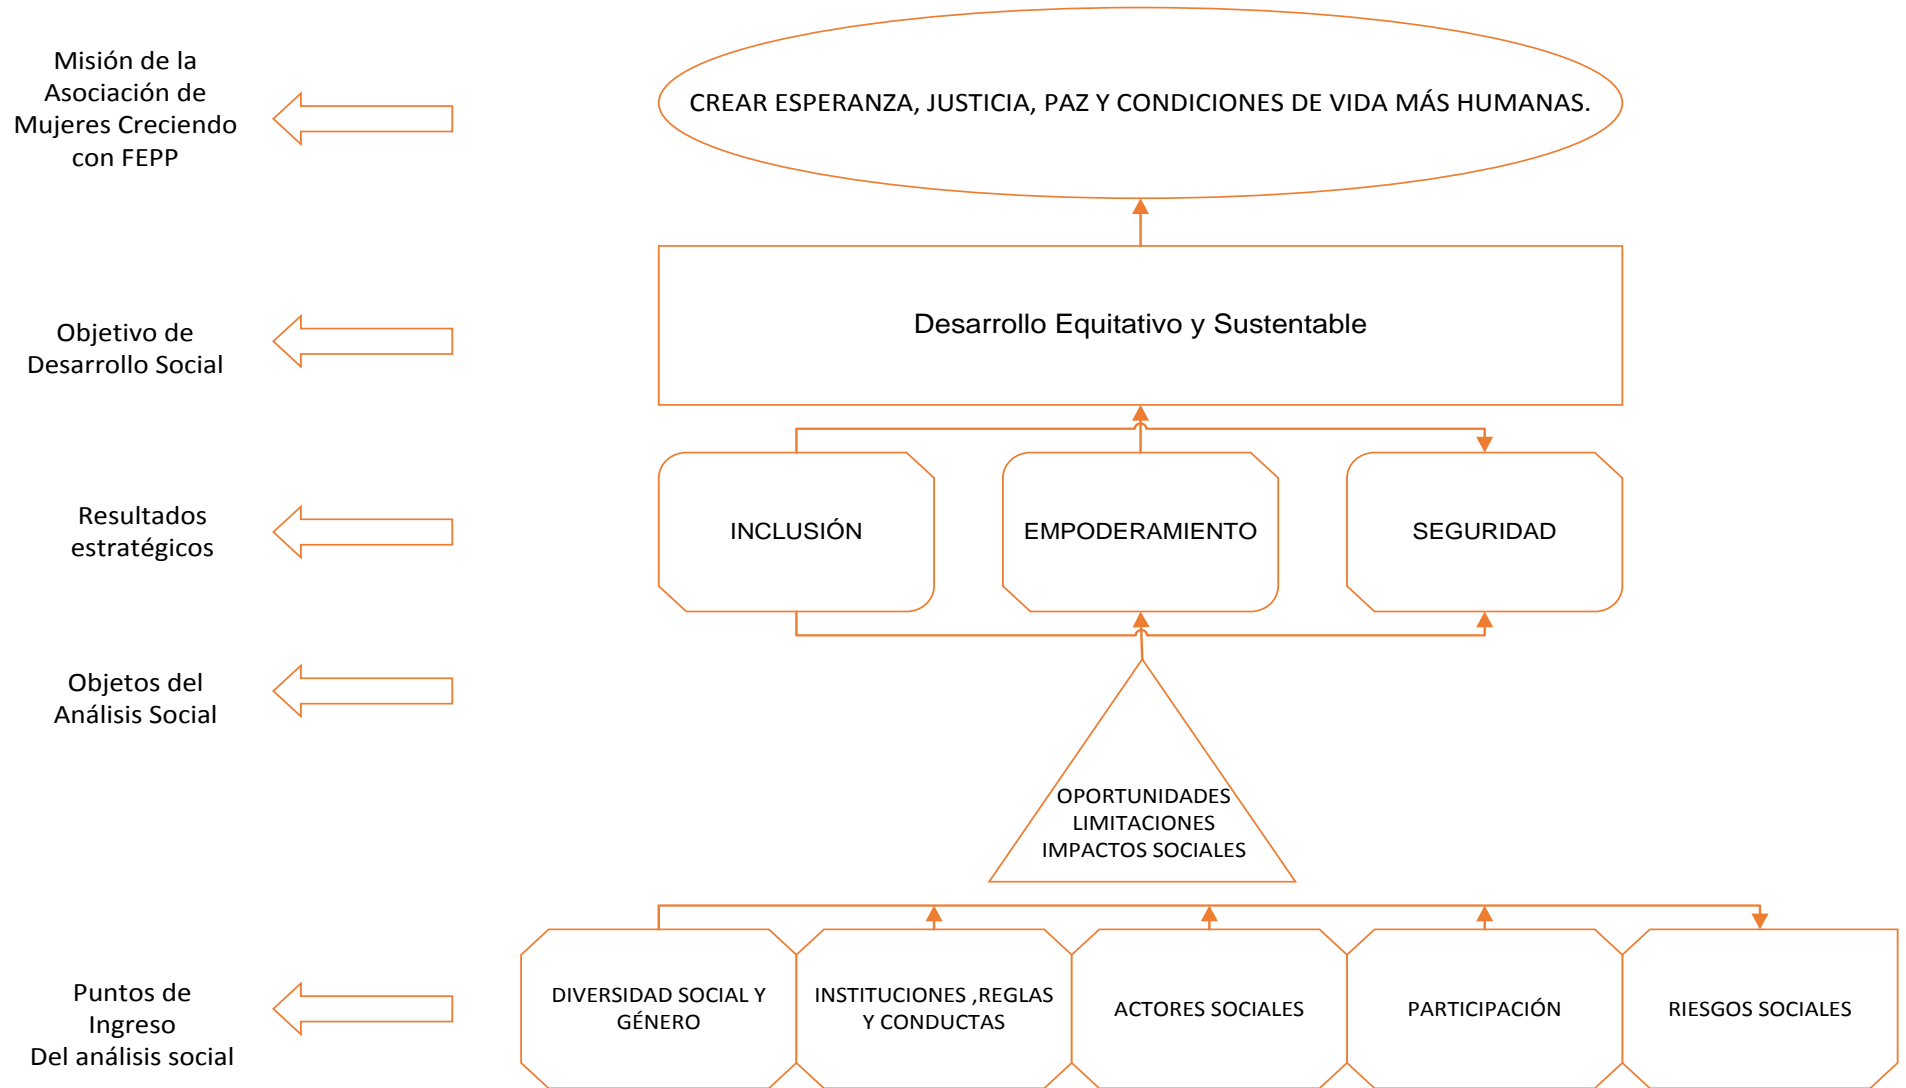 Misión de la
Asociación de
Mujeres Creciendo
con FEPP
CREAR ESPERANZA, JUSTICIA, PAZ Y CONDICIONES DE VIDA MÁS HUMANAS.
Objetivo de
Desarrollo Social
Desarrollo Equitativo y Sustentable
Resultados
estratégicos
INCLUSIÓN
EMPODERAMIENTO
SEGURIDAD
Objetos del
Análisis Social
OPORTUNIDADES
LIMITACIONES
IMPACTOS SOCIALES
Puntos de
Ingreso
Del análisis social
DIVERSIDAD SOCIAL Y
GÉNERO
INSTITUCIONES ,REGLAS
Y CONDUCTAS
ACTORES SOCIALES
PARTICIPACIÓN
RIESGOS SOCIALES